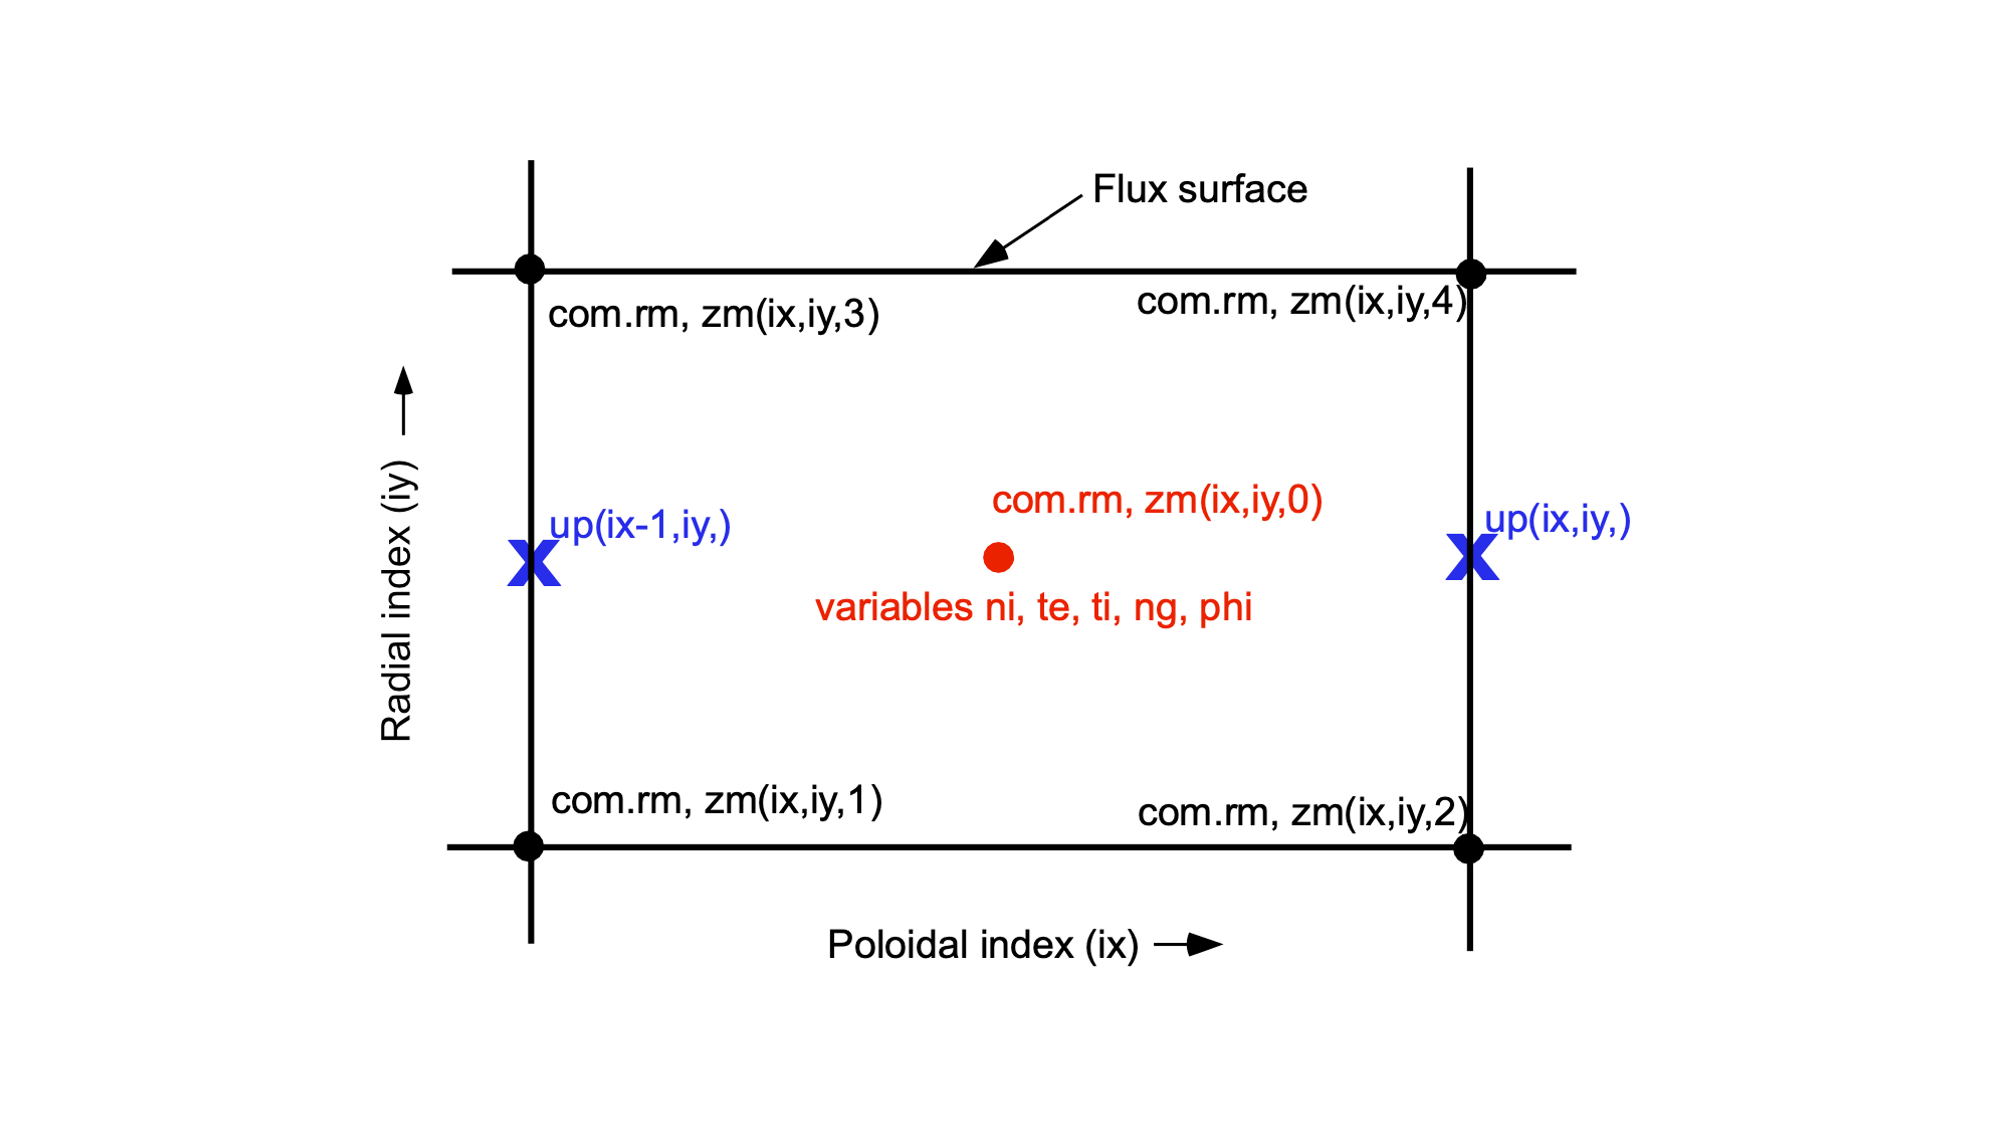 Flux surface
com.rm, zm(ix,iy,3)
com.rm, zm(ix,iy,4)
Radial index (iy)
com.rm, zm(ix,iy,0)
up(ix-1,iy,)
up(ix,iy,)
X
X
variables ni, te, ti, ng, phi
com.rm, zm(ix,iy,1)
com.rm, zm(ix,iy,2)
Poloidal index (ix)